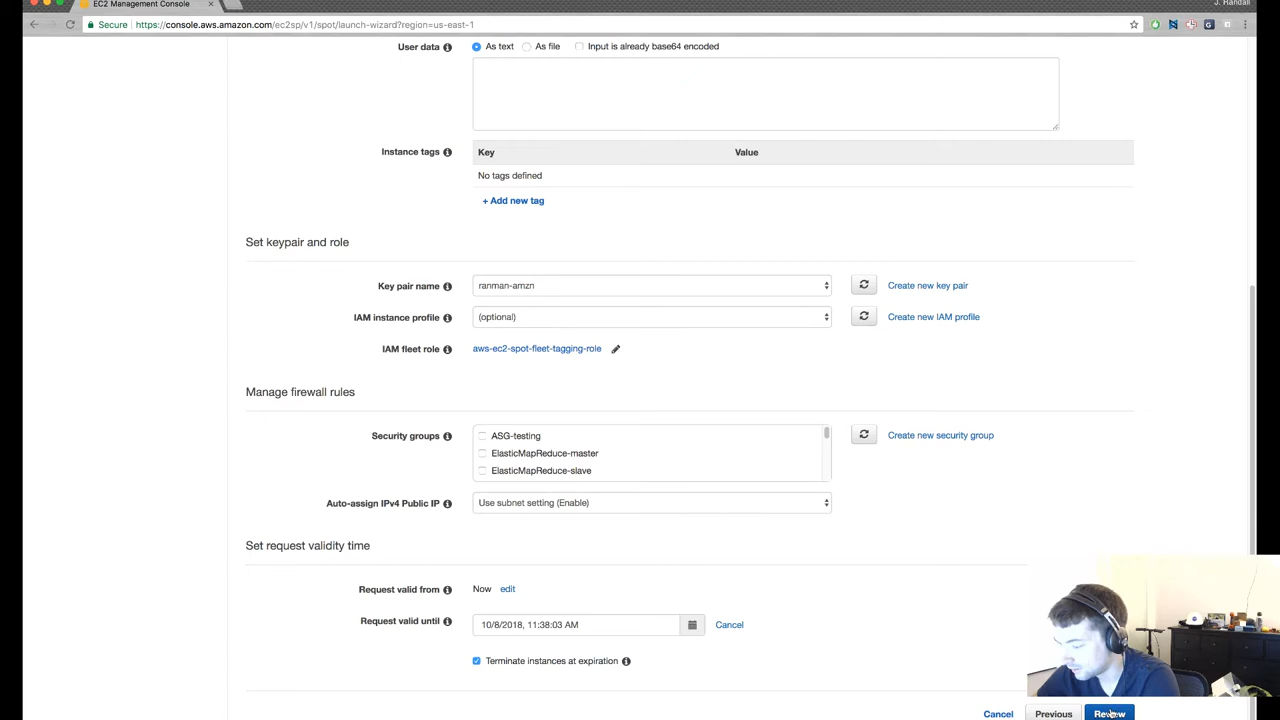 EC2 Management Console
J. Randall
Secure https://console.aws.amazon.com/ec2sp/v1/spot/launch-wizard?region=us-east-1
User data As text As file Input is already base64 encoded
Instance tags Key Value
No tags defined
+ Add new tag
Set keypair and role
Key pair name ranman-amzn Create new key pair
IAM instance profile (optional) Create new IAM profile
IAM fleet role aws-ec2-spot-fleet-tagging-role
Manage firewall rules
Security groups ASG-testing Create new security group
ElasticMapReduce-master
ElasticMapReduce-slave
Auto-assign IPv4 Public IP Use subnet setting (Enable)
Set request validity time
Request valid from Now edit
Request valid until 10/8/2018, 11:38:03 AM Cancel
Terminate instances at expiration
Cancel Previous Review